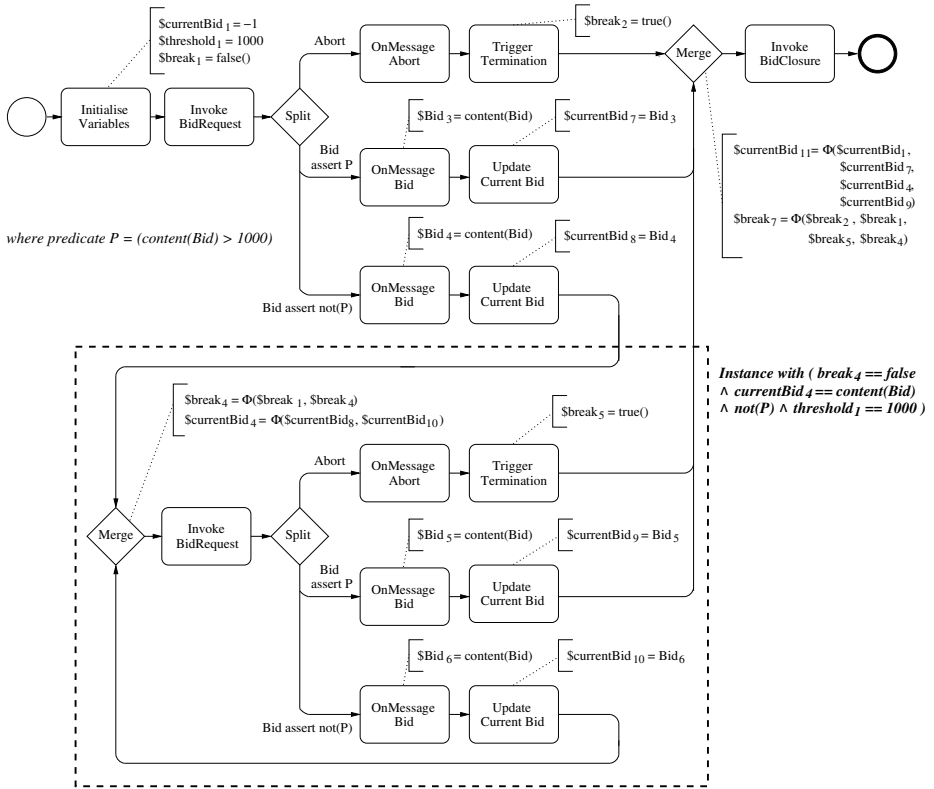 $currentBid1 = −1
$threshold1 = 1000
$break1 = false()
$break2 = true()
Initialise
Variables
Invoke
BidRequest
Split
Abort
OnMessage
Abort
Trigger
Termination
Merge
Invoke
BidClosure
$Bid3 = content(Bid)
$currentBid7 = Bid3
Bid
assert P
OnMessage
Bid
Update
Current Bid
$currentBid11 = Φ($currentBid1,
$currentBid7,
$currentBid4,
$currentBid9)
$break7 = Φ($break2 , $break1,
$break5, $break4)
where predicate P = (content(Bid) > 1000)
$Bid4 = content(Bid)
$currentBid8 = Bid4
Bid assert not(P)
OnMessage
Bid
Update
Current Bid
Instance with ( break4 == false
∧ currentBid4 == content(Bid)
∧ not(P) ∧ threshold1 == 1000 )
$break4 = Φ($break1, $break4)
$currentBid4 = Φ($currentBid8, $currentBid10)
$break5 = true()
Abort
OnMessage
Abort
Trigger
Termination
Merge
Invoke
BidRequest
Split
$Bid5 = content(Bid)
$currentBid9 = Bid5
Bid
assert P
OnMessage
Bid
Update
Current Bid
$Bid6 = content(Bid)
$currentBid10 = Bid6
Bid assert not(P)
OnMessage
Bid
Update
Current Bid